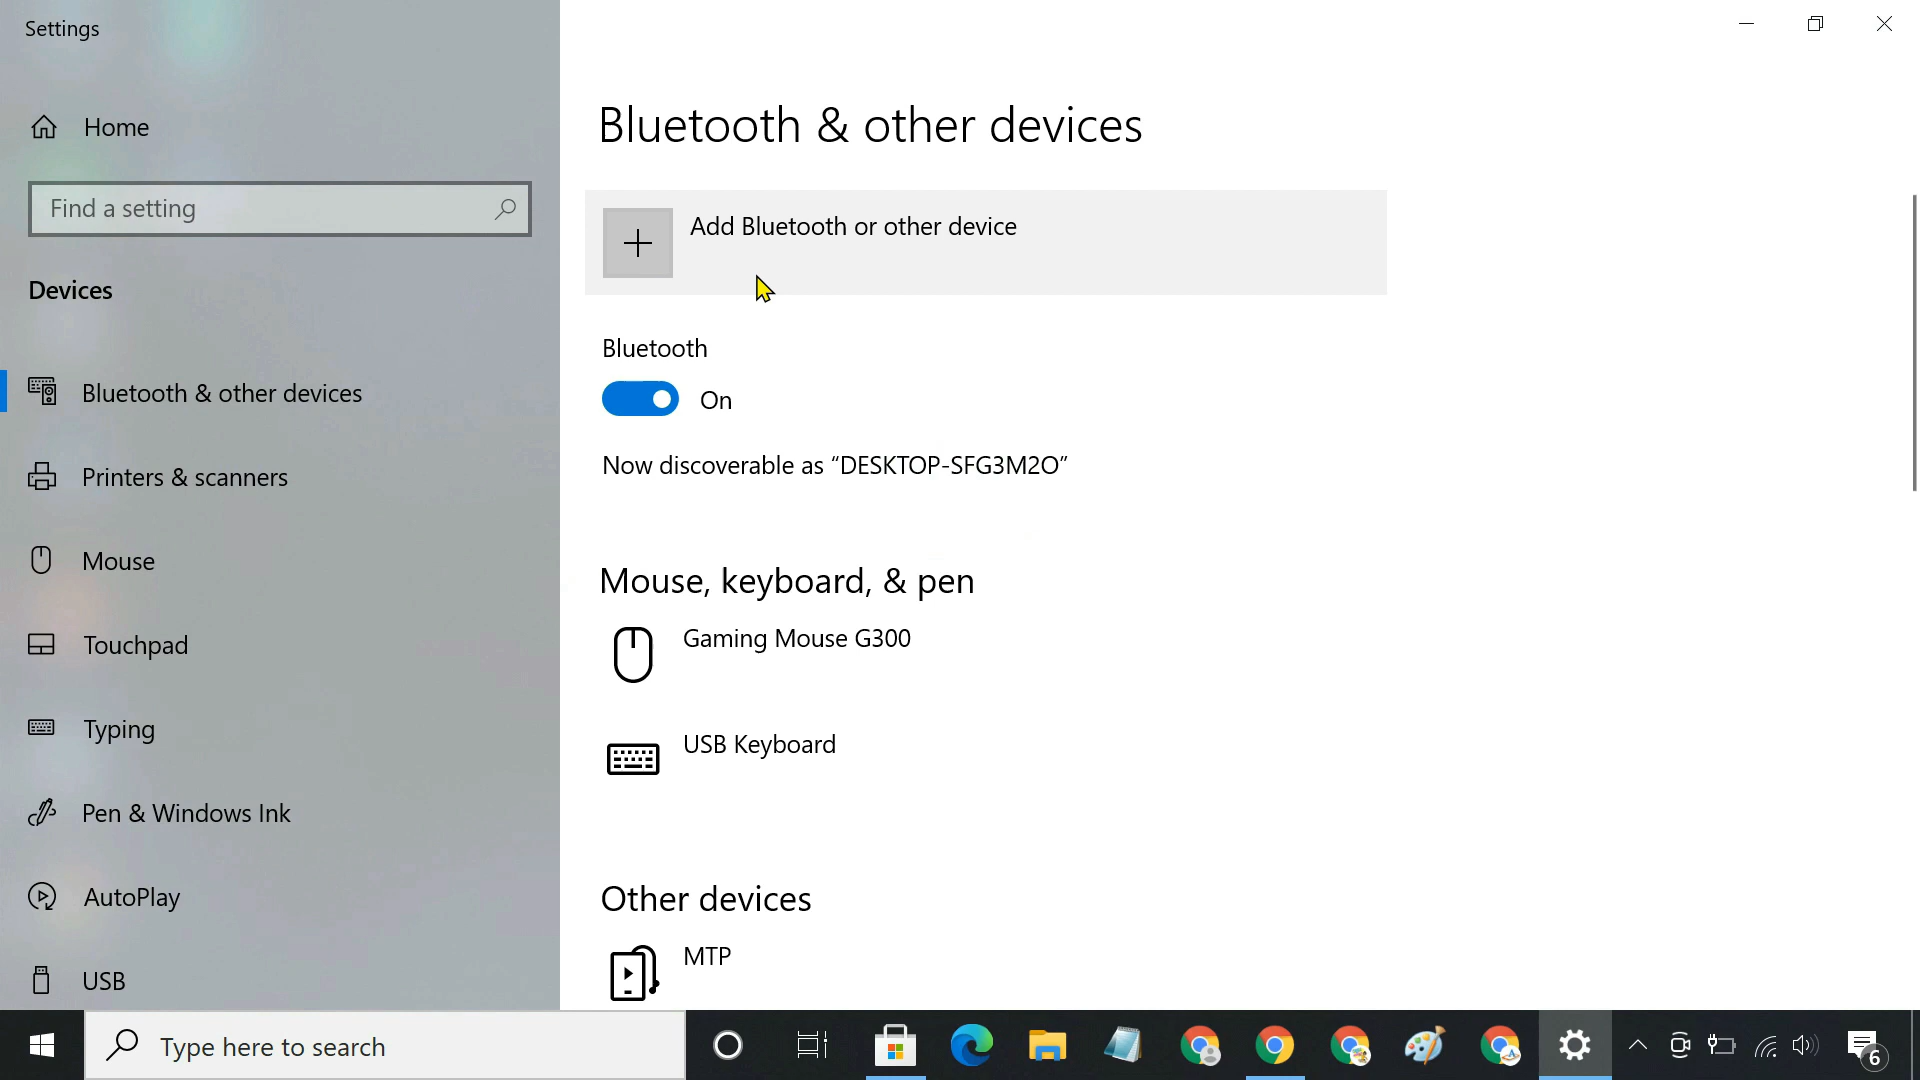 Settings
Home
Find a setting
Devices
Bluetooth & other devices
Printers & scanners
Mouse
Touchpad
Typing
Pen & Windows Ink
AutoPlay
USB
Bluetooth & other devices
Add Bluetooth or other device
Bluetooth
On
Now discoverable as “DESKTOP-SFG3M2O”
Mouse, keyboard, & pen
Gaming Mouse G300
USB Keyboard
Other devices
MTP
Type here to search
6